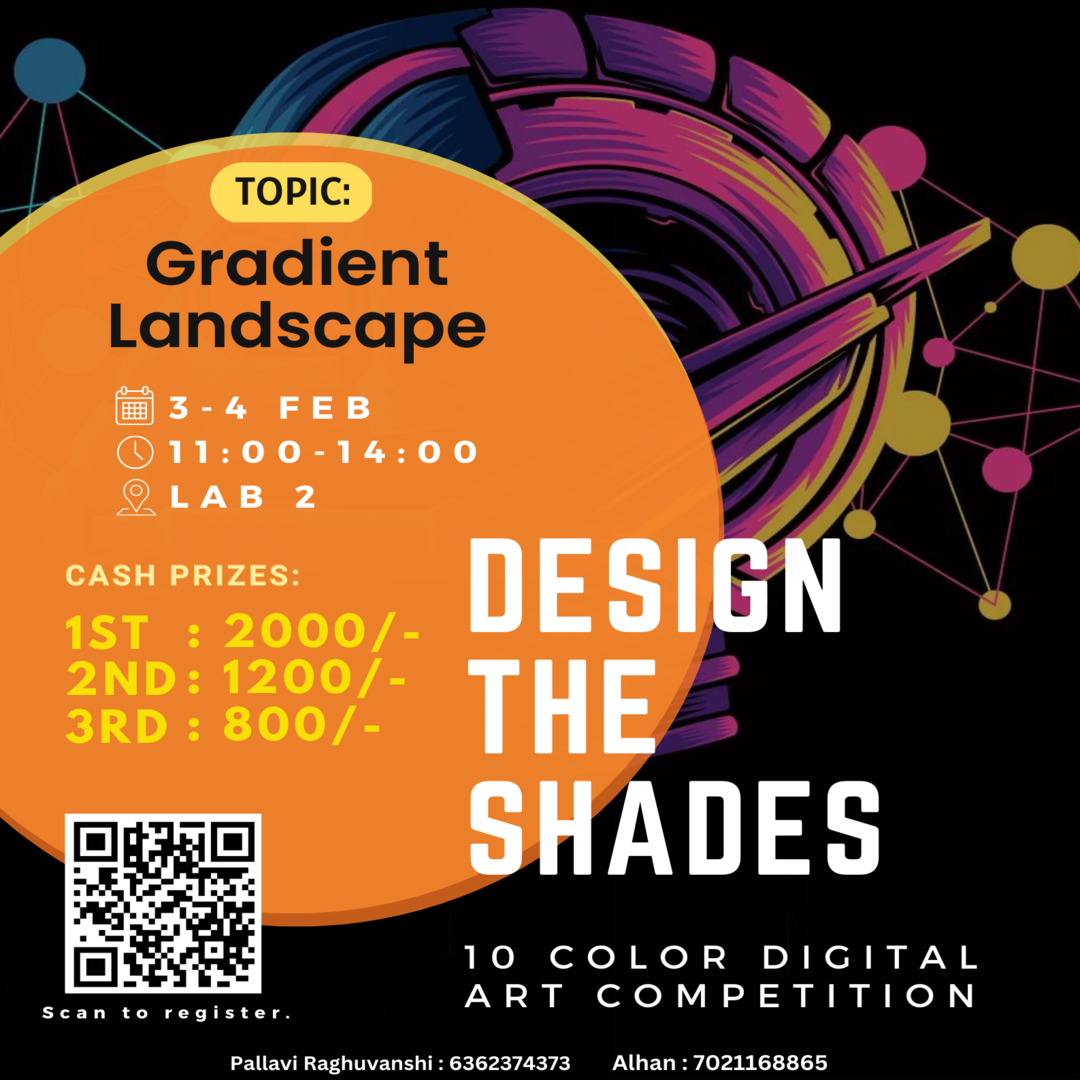 TOPIC:
Gradient
Landscape
3-4 FEB
11:00-14:00
LAB 2
CASH PRIZES:
1ST : 2000/-
2ND : 1200/-
3RD : 800/-
DESIGN
THE
SHADES
10 COLOR DIGITAL
ART COMPETITION
Scan to register.
Pallavi Raghuvanshi : 6362374373 Alhan : 7021168865